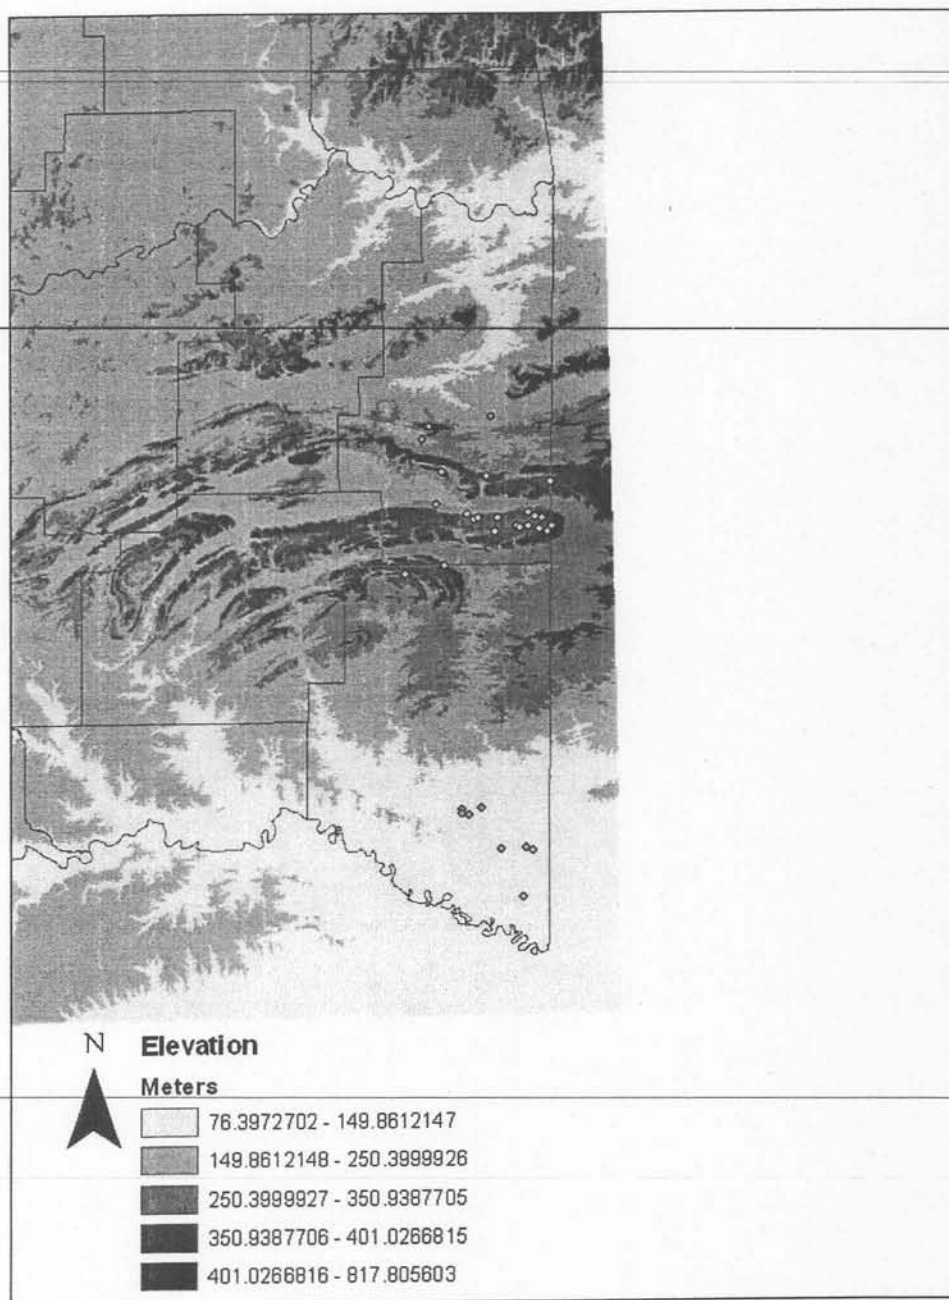 N
Elevation
Meters
76.3972702 - 149.8612147
149.8612148 - 250.3999926
250.3999927 - 350.9387705
350.9387706 - 401.0266815
401.0266816 - 817.805603